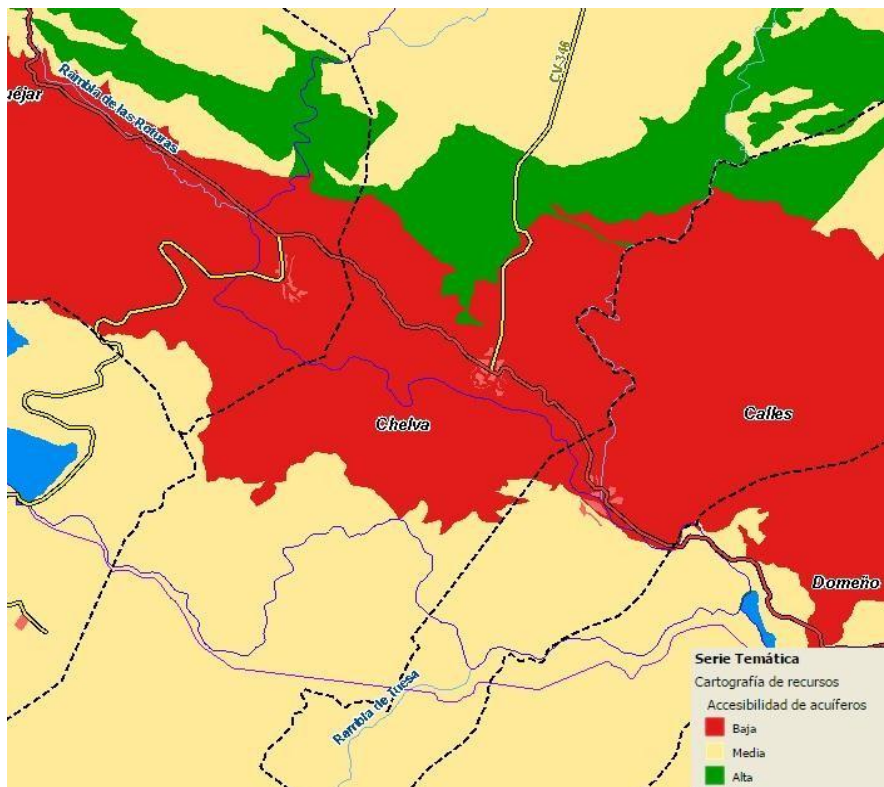 CV-346
Rambla de las Roturas
uéjar
Chelva
Calles
Domeño
Rambla de Tuesa
Serie Temática
Cartografía de recursos
Accesibilidad de acuíferos
Baja
Media
Alta